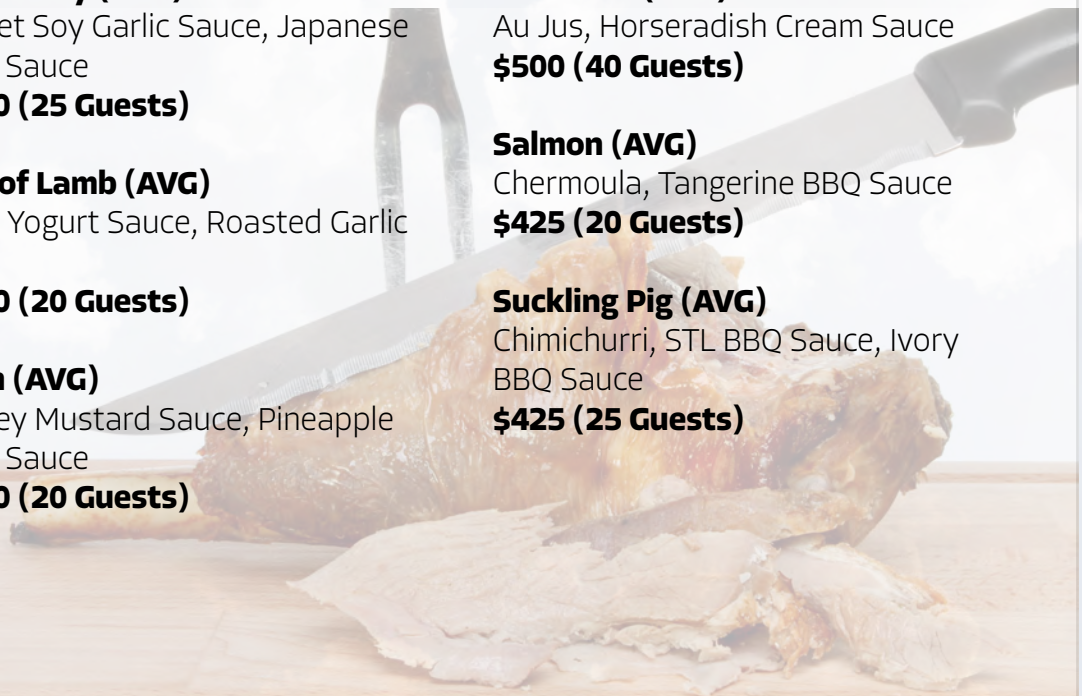 et Soy Garlic Sauce, Japanese
Sauce
0 (25 Guests)
of Lamb (AVG)
Yogurt Sauce, Roasted Garlic
0 (20 Guests)
(AVG)
ey Mustard Sauce, Pineapple
Sauce
0 (20 Guests)
Au Jus, Horseradish Cream Sauce
$500 (40 Guests)
Salmon (AVG)
Chermoula, Tangerine BBQ Sauce
$425 (20 Guests)
Suckling Pig (AVG)
Chimichurri, STL BBQ Sauce, Ivory
BBQ Sauce
$425 (25 Guests)